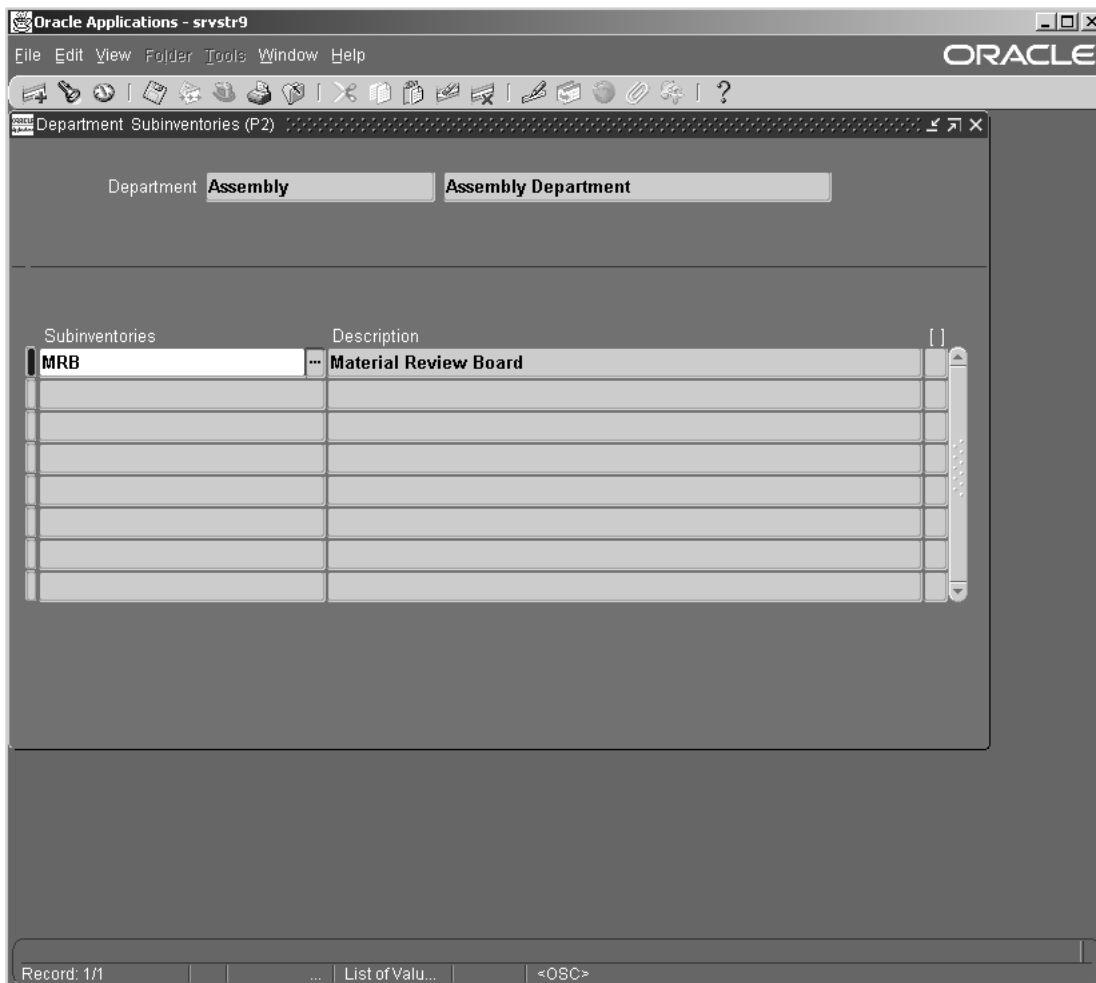 Oracle Applications - srvstr9
File Edit View Folder Tools Window Help
ORACLE
Department Subinventories (P2)
Department Assembly Assembly Department
Subinventories Description [ ]
MRB ... Material Review Board
Record: 1/1 ... List of Valu... <OSC>